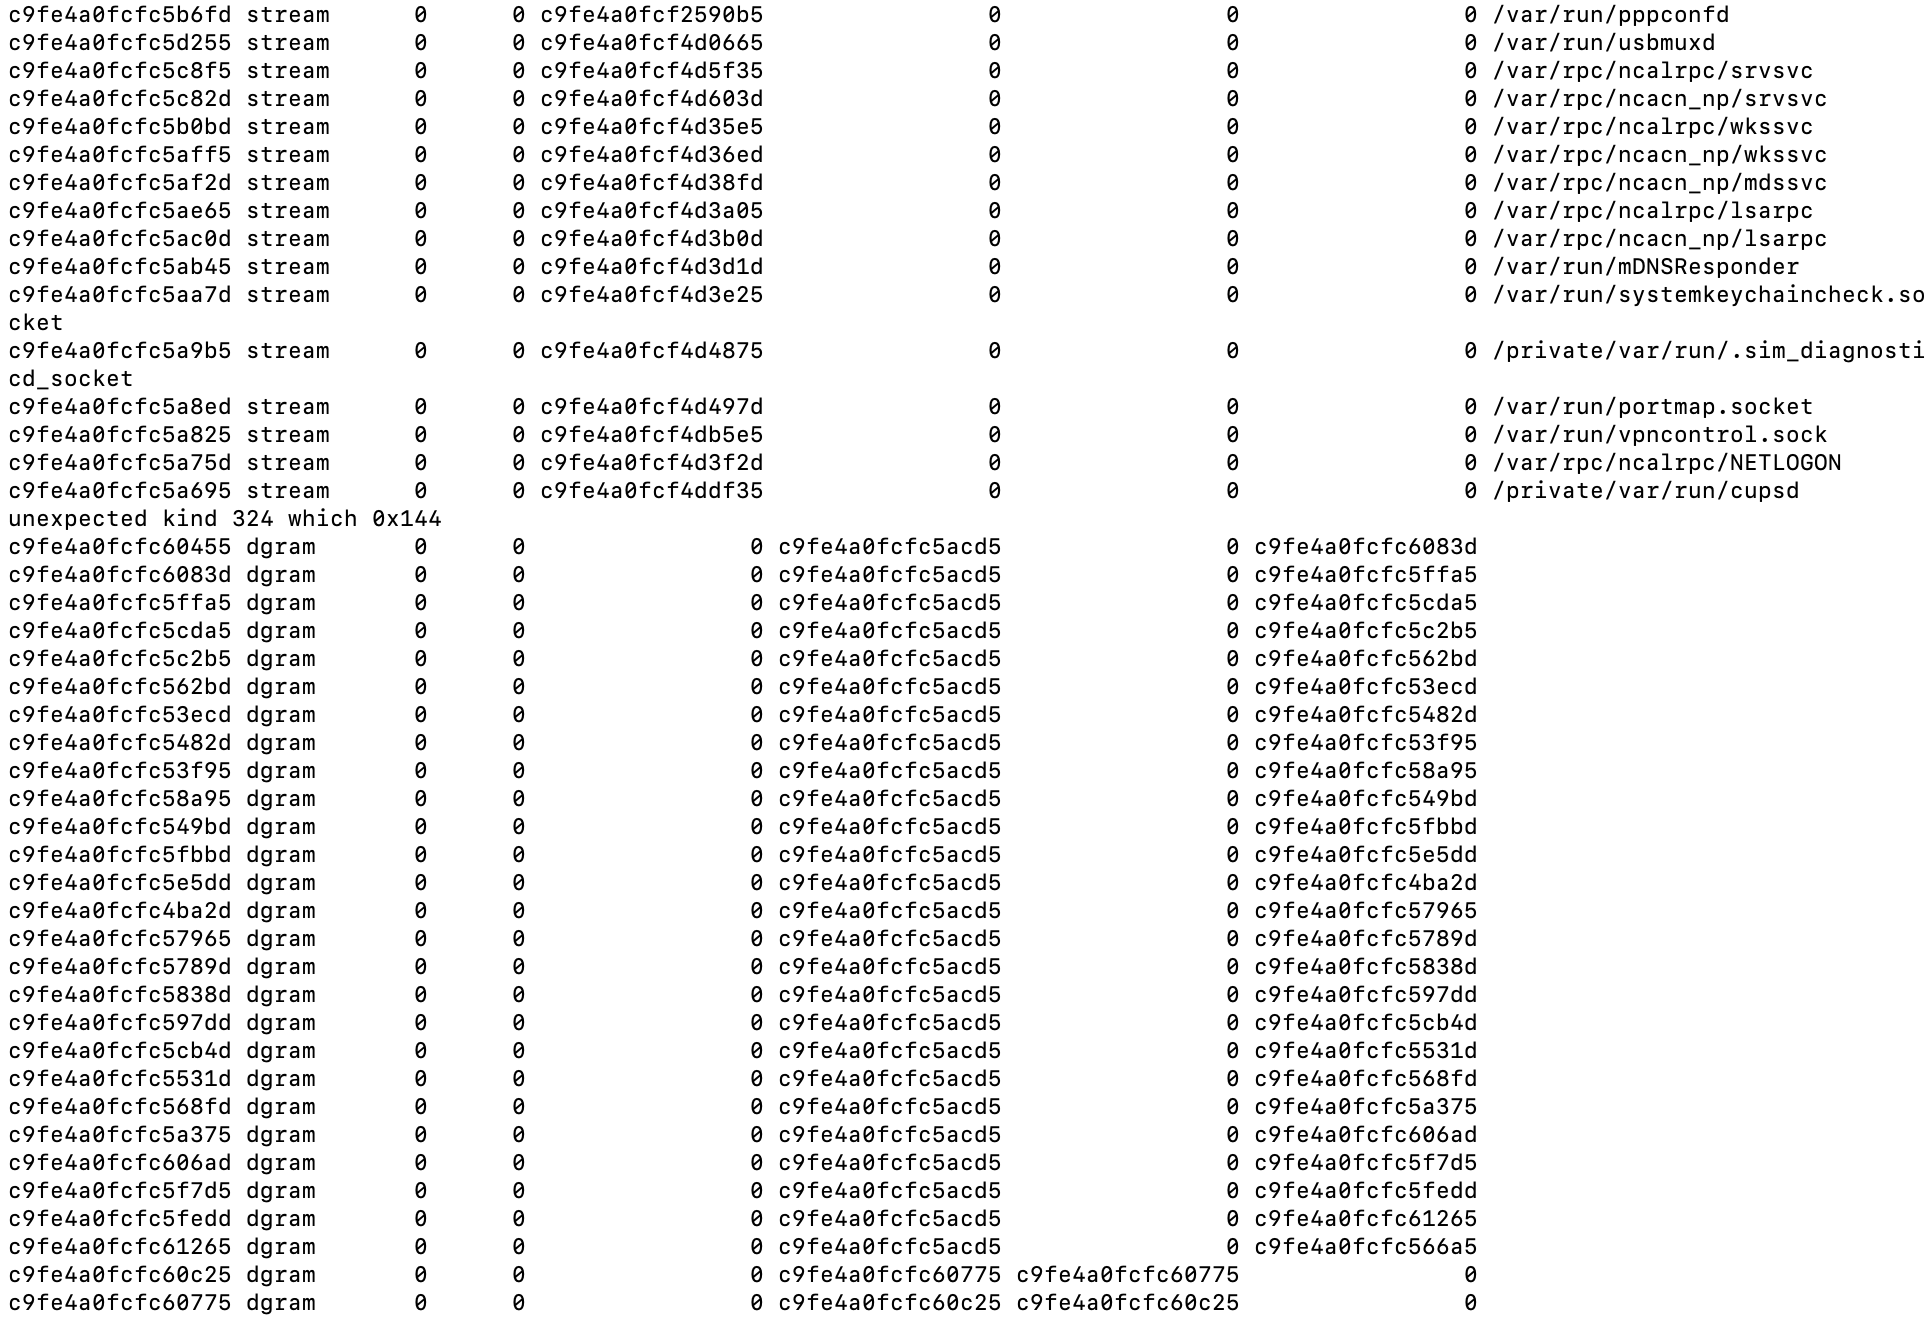 c9fe4a0fcfc5b6fd stream      0      0 c9fe4a0fcf2590b5                0                0                0 /var/run/pppconfd
c9fe4a0fcfc5d255 stream      0      0 c9fe4a0fcf4d0665                0                0                0 /var/run/usbmuxd
c9fe4a0fcfc5c8f5 stream      0      0 c9fe4a0fcf4d5f35                0                0                0 /var/rpc/ncalrpc/srvsvc
c9fe4a0fcfc5c82d stream      0      0 c9fe4a0fcf4d603d                0                0                0 /var/rpc/ncacn_np/srvsvc
c9fe4a0fcfc5b0bd stream      0      0 c9fe4a0fcf4d35e5                0                0                0 /var/rpc/ncalrpc/wkssvc
c9fe4a0fcfc5aff5 stream      0      0 c9fe4a0fcf4d36ed                0                0                0 /var/rpc/ncacn_np/wkssvc
c9fe4a0fcfc5af2d stream      0      0 c9fe4a0fcf4d38fd                0                0                0 /var/rpc/ncacn_np/mdssvc
c9fe4a0fcfc5ae65 stream      0      0 c9fe4a0fcf4d3a05                0                0                0 /var/rpc/ncalrpc/lsarpc
c9fe4a0fcfc5ac0d stream      0      0 c9fe4a0fcf4d3b0d                0                0                0 /var/rpc/ncacn_np/lsarpc
c9fe4a0fcfc5ab45 stream      0      0 c9fe4a0fcf4d3d1d                0                0                0 /var/run/mDNSResponder
c9fe4a0fcfc5aa7d stream      0      0 c9fe4a0fcf4d3e25                0                0                0 /var/run/systemkeychaincheck.so
cket
c9fe4a0fcfc5a9b5 stream      0      0 c9fe4a0fcf4d4875                0                0                0 /private/var/run/.sim_diagnosti
cd_socket
c9fe4a0fcfc5a8ed stream      0      0 c9fe4a0fcf4d497d                0                0                0 /var/run/portmap.socket
c9fe4a0fcfc5a825 stream      0      0 c9fe4a0fcf4db5e5                0                0                0 /var/run/vpncontrol.sock
c9fe4a0fcfc5a75d stream      0      0 c9fe4a0fcf4d3f2d                0                0                0 /var/rpc/ncalrpc/NETLOGON
c9fe4a0fcfc5a695 stream      0      0 c9fe4a0fcf4ddf35                0                0                0 /private/var/run/cupsd
unexpected kind 324 which 0x144
c9fe4a0fcfc60455 dgram       0      0                0 c9fe4a0fcfc5acd5                0 c9fe4a0fcfc6083d
c9fe4a0fcfc6083d dgram       0      0                0 c9fe4a0fcfc5acd5                0 c9fe4a0fcfc5ffa5
c9fe4a0fcfc5ffa5 dgram       0      0                0 c9fe4a0fcfc5acd5                0 c9fe4a0fcfc5cda5
c9fe4a0fcfc5cda5 dgram       0      0                0 c9fe4a0fcfc5acd5                0 c9fe4a0fcfc5c2b5
c9fe4a0fcfc5c2b5 dgram       0      0                0 c9fe4a0fcfc5acd5                0 c9fe4a0fcfc562bd
c9fe4a0fcfc562bd dgram       0      0                0 c9fe4a0fcfc5acd5                0 c9fe4a0fcfc53ecd
c9fe4a0fcfc53ecd dgram       0      0                0 c9fe4a0fcfc5acd5                0 c9fe4a0fcfc5482d
c9fe4a0fcfc5482d dgram       0      0                0 c9fe4a0fcfc5acd5                0 c9fe4a0fcfc53f95
c9fe4a0fcfc53f95 dgram       0      0                0 c9fe4a0fcfc5acd5                0 c9fe4a0fcfc58a95
c9fe4a0fcfc58a95 dgram       0      0                0 c9fe4a0fcfc5acd5                0 c9fe4a0fcfc549bd
c9fe4a0fcfc549bd dgram       0      0                0 c9fe4a0fcfc5acd5                0 c9fe4a0fcfc5fbbd
c9fe4a0fcfc5fbbd dgram       0      0                0 c9fe4a0fcfc5acd5                0 c9fe4a0fcfc5e5dd
c9fe4a0fcfc5e5dd dgram       0      0                0 c9fe4a0fcfc5acd5                0 c9fe4a0fcfc4ba2d
c9fe4a0fcfc4ba2d dgram       0      0                0 c9fe4a0fcfc5acd5                0 c9fe4a0fcfc57965
c9fe4a0fcfc57965 dgram       0      0                0 c9fe4a0fcfc5acd5                0 c9fe4a0fcfc5789d
c9fe4a0fcfc5789d dgram       0      0                0 c9fe4a0fcfc5acd5                0 c9fe4a0fcfc5838d
c9fe4a0fcfc5838d dgram       0      0                0 c9fe4a0fcfc5acd5                0 c9fe4a0fcfc597dd
c9fe4a0fcfc597dd dgram       0      0                0 c9fe4a0fcfc5acd5                0 c9fe4a0fcfc5cb4d
c9fe4a0fcfc5cb4d dgram       0      0                0 c9fe4a0fcfc5acd5                0 c9fe4a0fcfc5531d
c9fe4a0fcfc5531d dgram       0      0                0 c9fe4a0fcfc5acd5                0 c9fe4a0fcfc568fd
c9fe4a0fcfc568fd dgram       0      0                0 c9fe4a0fcfc5acd5                0 c9fe4a0fcfc5a375
c9fe4a0fcfc5a375 dgram       0      0                0 c9fe4a0fcfc5acd5                0 c9fe4a0fcfc606ad
c9fe4a0fcfc606ad dgram       0      0                0 c9fe4a0fcfc5acd5                0 c9fe4a0fcfc5f7d5
c9fe4a0fcfc5f7d5 dgram       0      0                0 c9fe4a0fcfc5acd5                0 c9fe4a0fcfc5fedd
c9fe4a0fcfc5fedd dgram       0      0                0 c9fe4a0fcfc5acd5                0 c9fe4a0fcfc61265
c9fe4a0fcfc61265 dgram       0      0                0 c9fe4a0fcfc5acd5                0 c9fe4a0fcfc566a5
c9fe4a0fcfc60c25 dgram       0      0                0 c9fe4a0fcfc60775 c9fe4a0fcfc60775                0
c9fe4a0fcfc60775 dgram       0      0                0 c9fe4a0fcfc60c25 c9fe4a0fcfc60c25                0